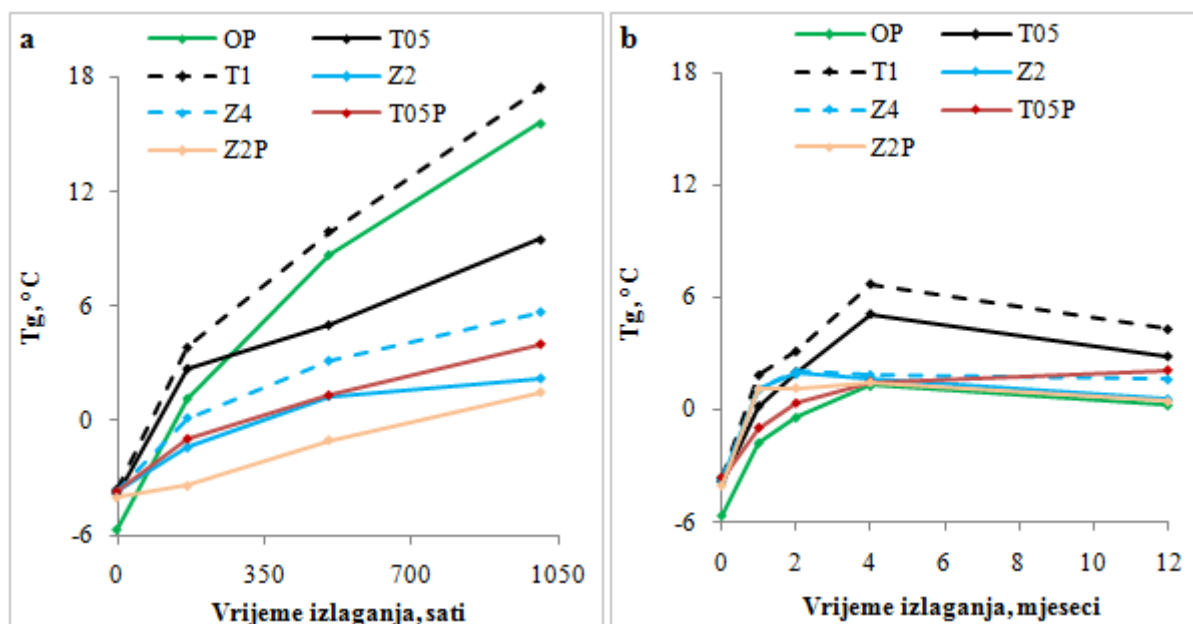 a
OP T05
T1 Z2
Z4 T05P
Z2P
18
12
6
0
-6
Tg, °C
0 350 700 1050
Vrijeme izlaganja, sati
b
OP T05
T1 Z2
Z4 T05P
Z2P
18
12
6
0
-6
Tg, °C
0 2 4 6 8 10 12
Vrijeme izlaganja, mjeseci